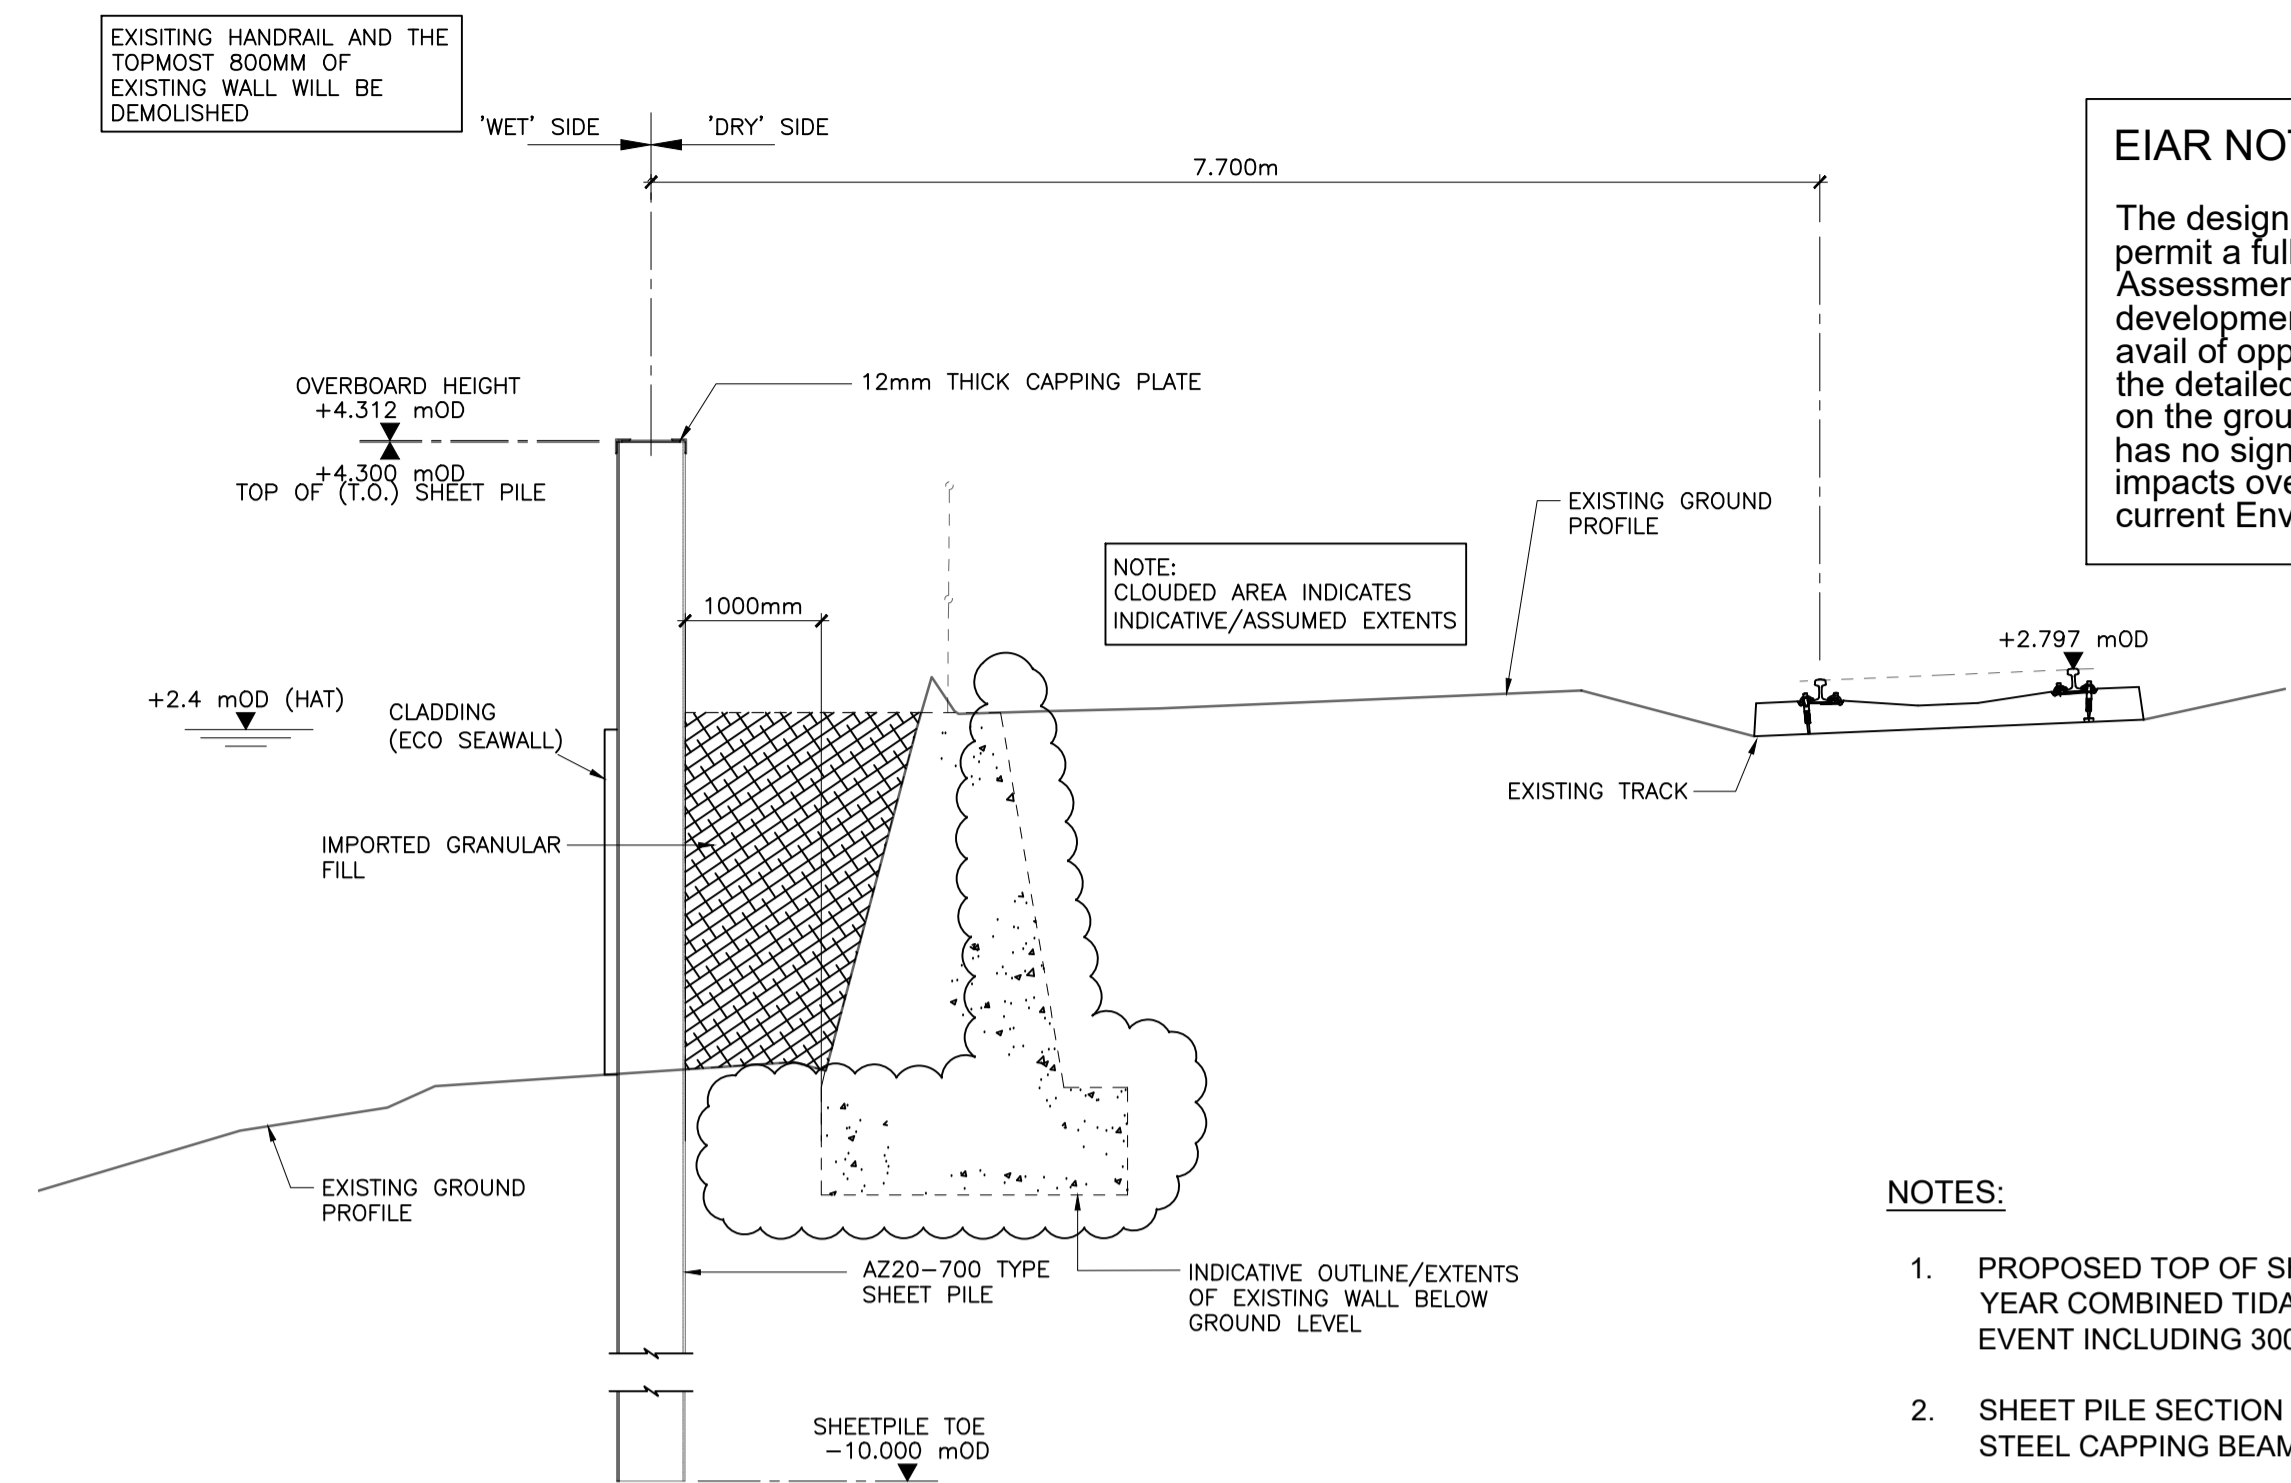 EXISITING HANDRAIL AND THE
TOPMOST 800MM OF
EXISTING WALL WILL BE
DEMOLISHED
'WET' SIDE
'DRY' SIDE
7.700m
EIAR NOT
The design
permit a full
Assessmen
developmen
avail of opp
the detailed
on the grou
has no sign
impacts ove
current Env
OVERBOARD HEIGHT
+4.312 mOD
+4.300 mOD
TOP OF (T.O.) SHEET PILE
12mm THICK CAPPING PLATE
EXISTING GROUND
PROFILE
NOTE:
CLOUDED AREA INDICATES
INDICATIVE/ASSUMED EXTENTS
1000mm
+2.797 mOD
+2.4 mOD (HAT)
CLADDING
(ECO SEAWALL)
EXISTING TRACK
IMPORTED GRANULAR
FILL
EXISTING GROUND
PROFILE
AZ20-700 TYPE
SHEET PILE
INDICATIVE OUTLINE/EXTENTS
OF EXISTING WALL BELOW
GROUND LEVEL
SHEETPILE TOE
-10.000 mOD
NOTES:
1. PROPOSED TOP OF SH
YEAR COMBINED TIDA
EVENT INCLUDING 300
2. SHEET PILE SECTION
STEEL CAPPING BEAM